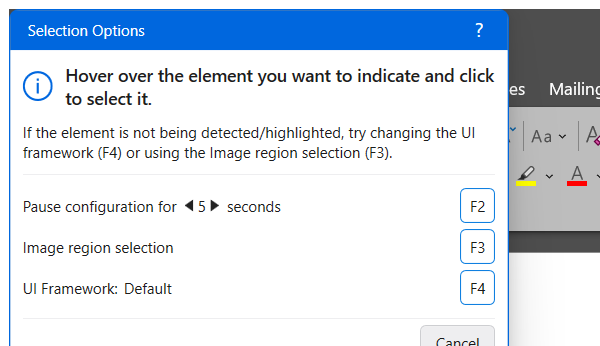 Selection Options ?
Hover over the element you want to indicate and click
to select it.
If the element is not being detected/highlighted, try changing the UI
framework (F4) or using the Image region selection (F3).
Pause configuration for 5 seconds F2
Image region selection F3
UI Framework: Default F4
Cancel
es Mailing
Aa A
A